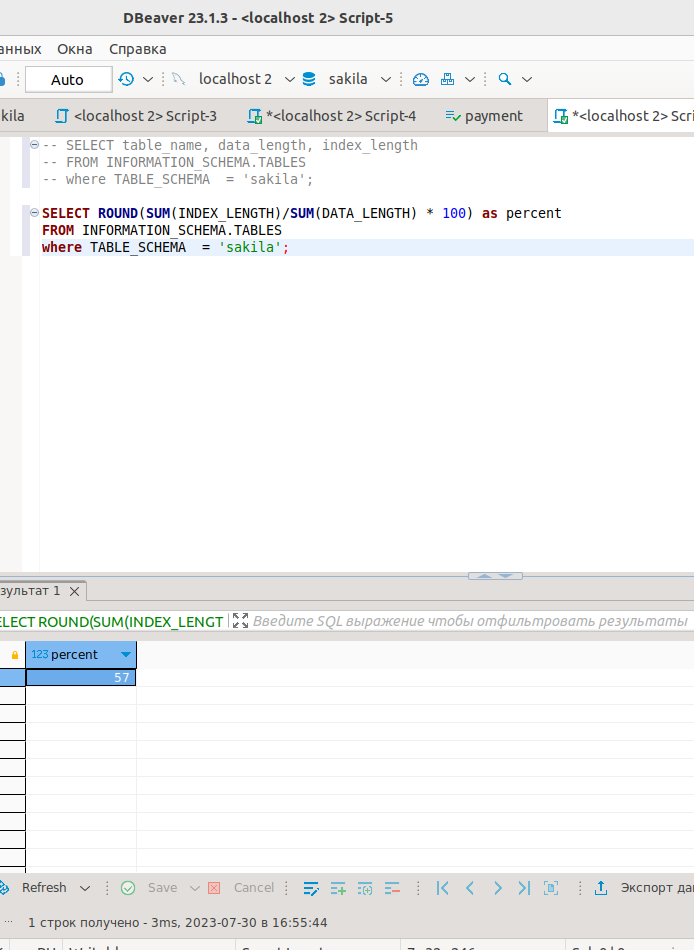 DBeaver 23.1.3 - <localhost 2> Script-5
анных Окна Справка
Auto localhost 2 sakila
kila <localhost 2> Script-3 *<localhost 2> Script-4 payment *<localhost 2> Scri
-- SELECT table_name, data_length, index_length
-- FROM INFORMATION_SCHEMA.TABLES
-- where TABLE_SCHEMA  = 'sakila';
SELECT ROUND(SUM(INDEX_LENGTH)/SUM(DATA_LENGTH) * 100) as percent
FROM INFORMATION_SCHEMA.TABLES
where TABLE_SCHEMA  = 'sakila';
зультат 1
ELECT ROUND(SUM(INDEX_LENGT Введите SQL выражение чтобы отфильтровать результаты
123 percent
57
Refresh Save Cancel Экспорт дан
1 строк получено - 3ms, 2023-07-30 в 16:55:44